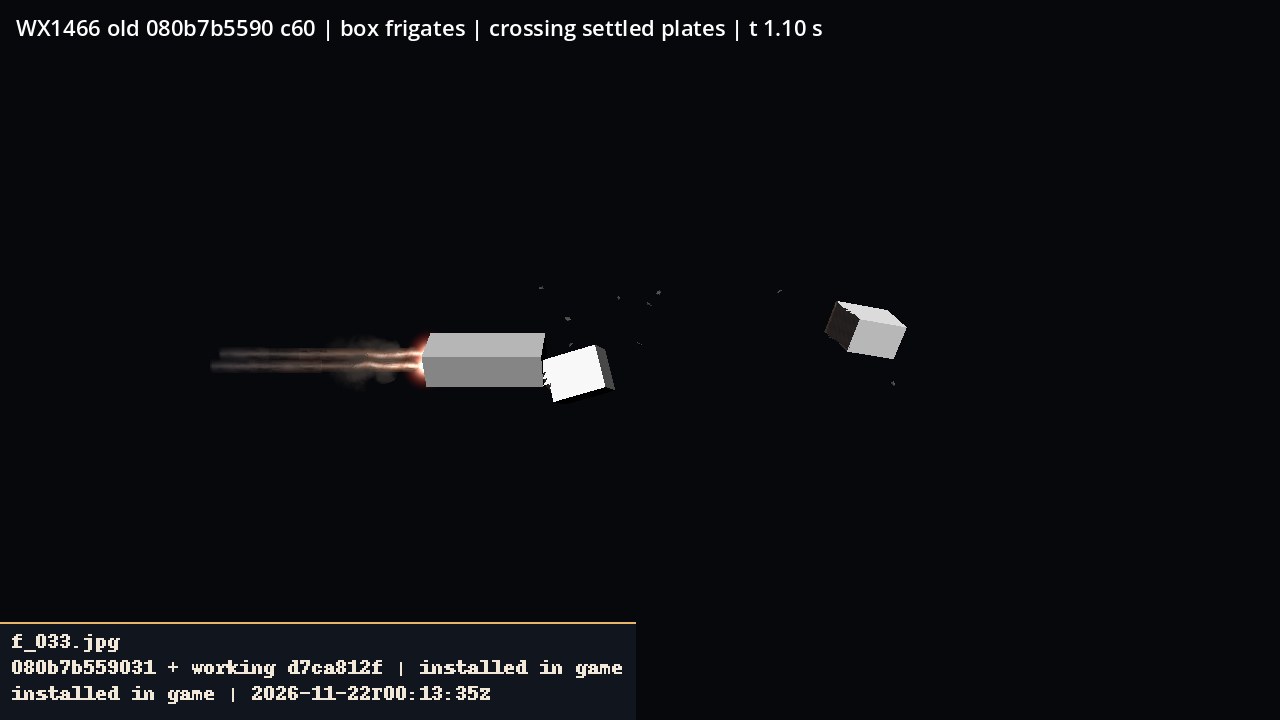 WX1466 old 080b7b5590 c60 | box frigates | crossing settled plates | t 1.10 s
f_033.jpg
080b7b559031 + working d7ca812f | installed in game
installed in game | 2026-11-22T00:13:35Z